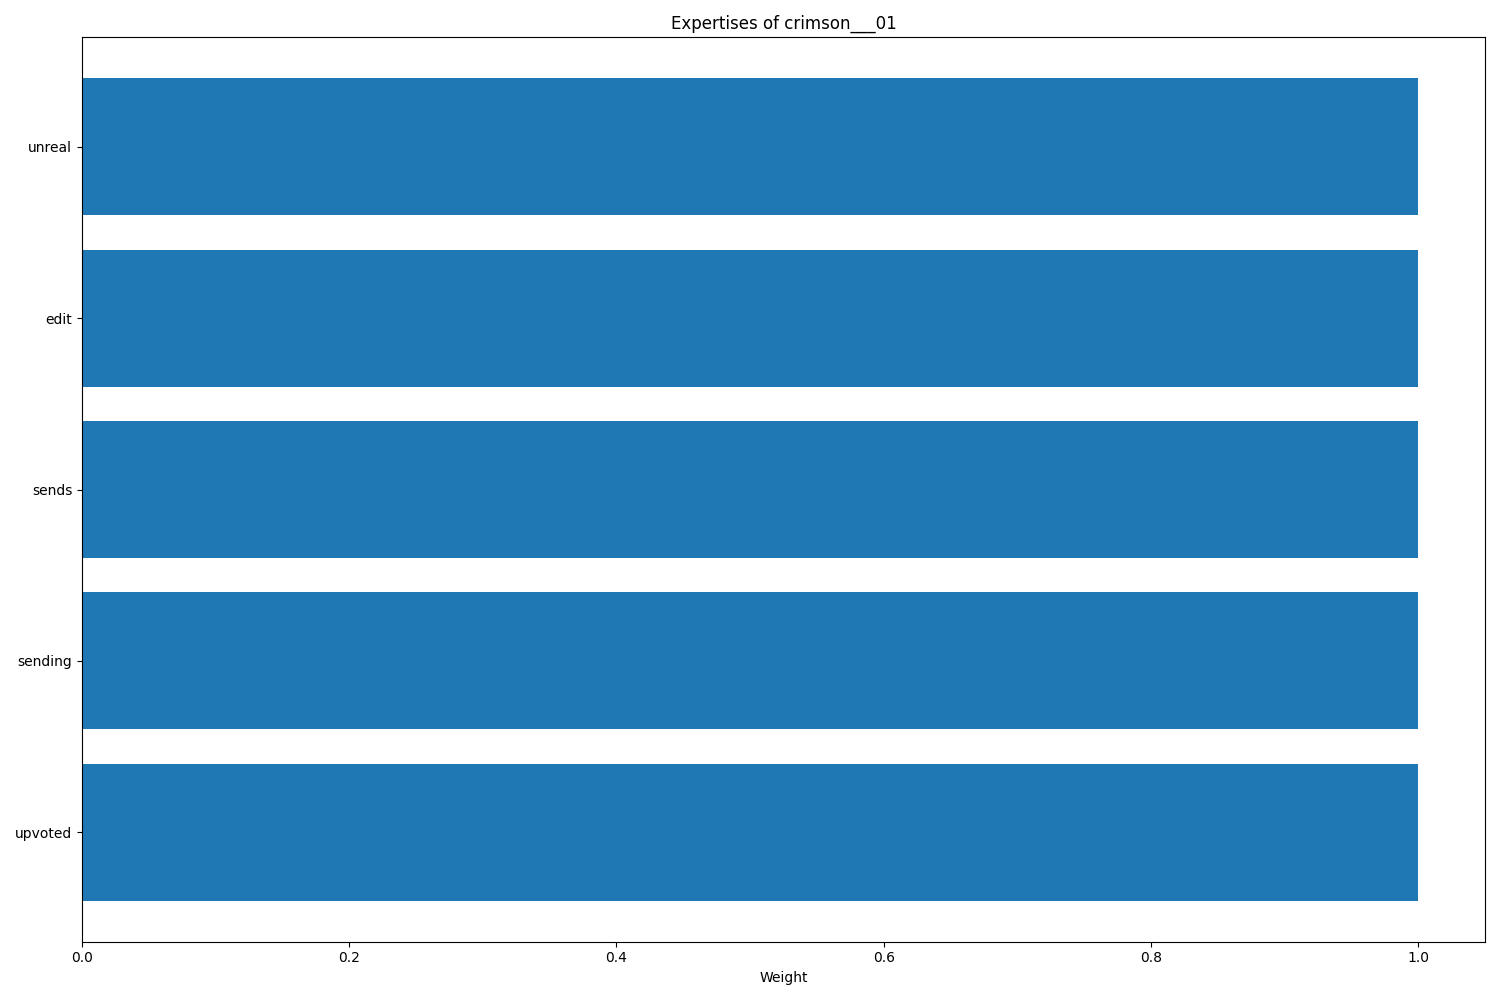 Expertises of crimson___01
unreal
edit
sends
sending
upvoted
0.0 0.2 0.4 0.6 0.8 1.0
Weight